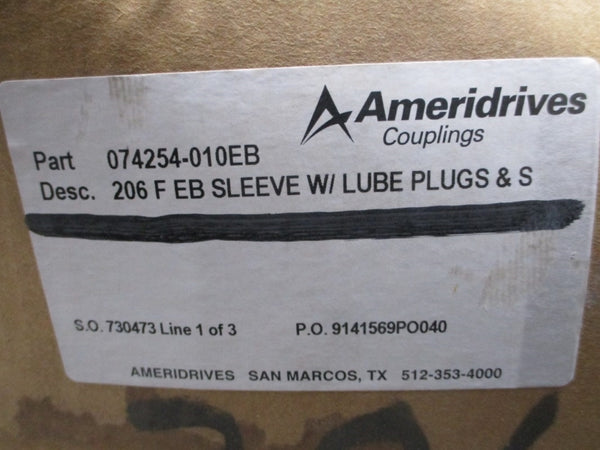 Ameridrives
Couplings
Part 074254-010EB
Desc. 206 F EB SLEEVE W/ LUBE PLUGS & S
S.O. 730473 Line 1 of 3 P.O. 9141569PO040
AMERIDRIVES SAN MARCOS, TX 512-353-4000